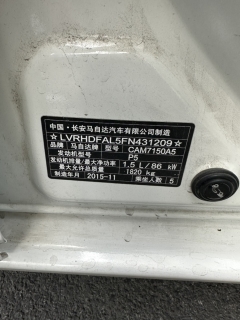 中国·长安马自达汽车有限公司制造
☆LVRHDFAL5FN431209☆
品牌 马自达牌 型号 CAM7150A5
发动机型号 P5
发动机排量/最大净功率 1.5 L/86 kW
最大允许总质量 1820 kg
制造年月 2015-11 乘坐人数 5